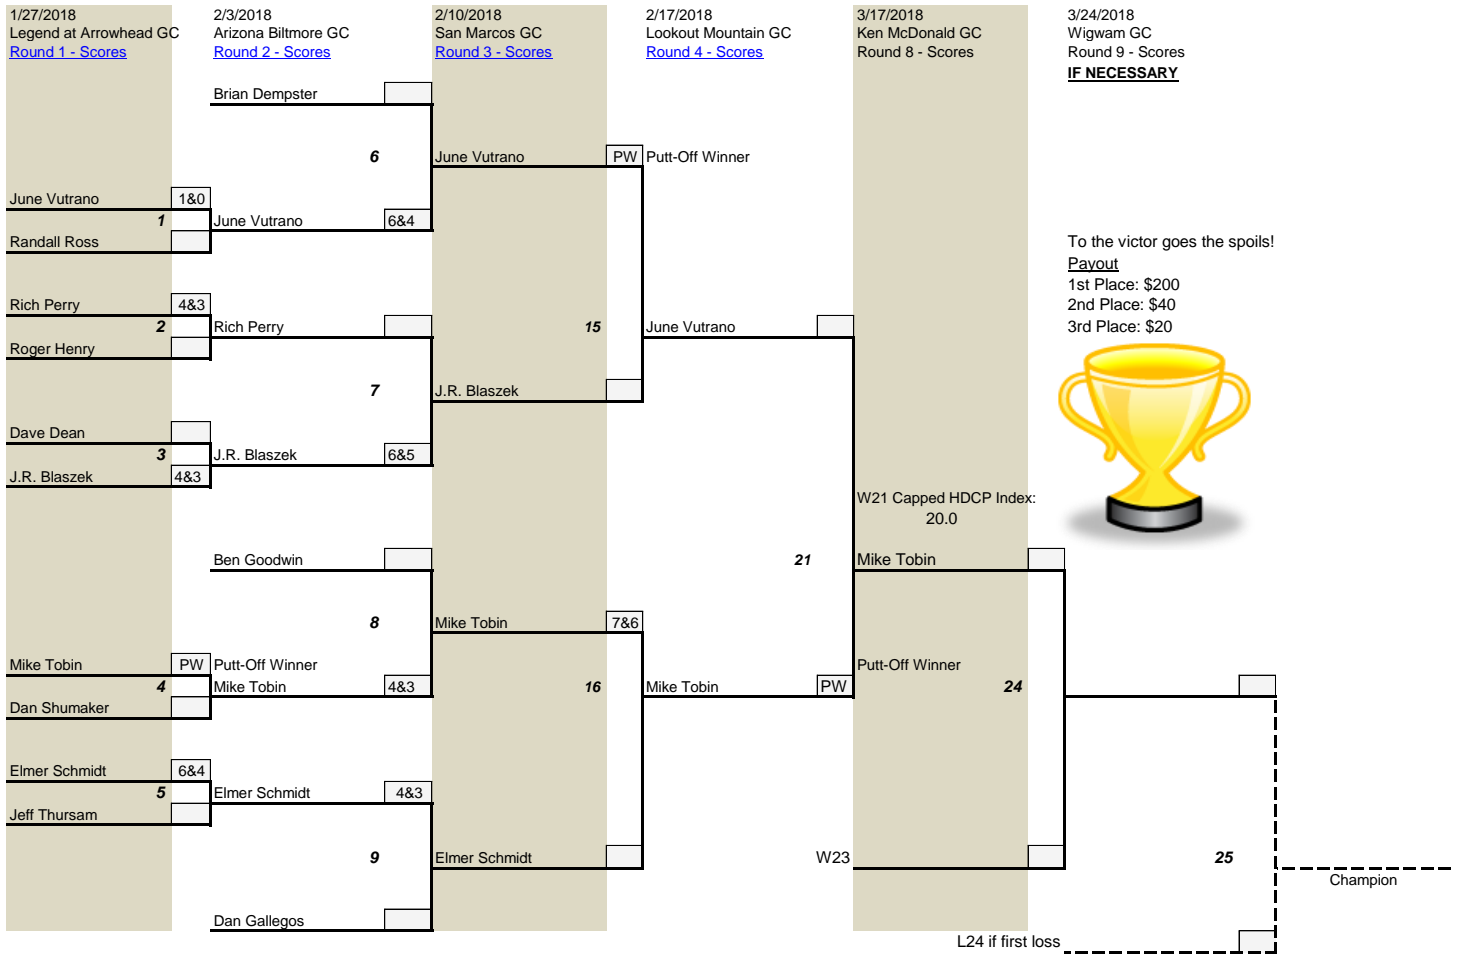 1/27/2018
Legend at Arrowhead GC
Round 1 - Scores
2/3/2018
Arizona Biltmore GC
Round 2 - Scores
2/10/2018
San Marcos GC
Round 3 - Scores
2/17/2018
Lookout Mountain GC
Round 4 - Scores
3/17/2018
Ken McDonald GC
Round 8 - Scores
3/24/2018
Wigwam GC
Round 9 - Scores
IF NECESSARY
Brian Dempster
6
June Vutrano PW Putt-Off Winner
June Vutrano 1&0
1 June Vutrano 6&4
Randall Ross
To the victor goes the spoils!
Payout
1st Place: $200
2nd Place: $40
3rd Place: $20
Rich Perry 4&3
2 Rich Perry
15 June Vutrano
Roger Henry
7 J.R. Blaszek
Dave Dean
3 J.R. Blaszek 6&5
J.R. Blaszek 4&3
W21 Capped HDCP Index:
20.0
Ben Goodwin
21 Mike Tobin
8 Mike Tobin 7&6
Mike Tobin PW Putt-Off Winner
Putt-Off Winner
4 Mike Tobin 4&3
16 Mike Tobin PW
24
Dan Shumaker
Elmer Schmidt 6&4
5 Elmer Schmidt 4&3
Jeff Thursam
9 Elmer Schmidt
W23
25
Champion
Dan Gallegos
L24 if first loss